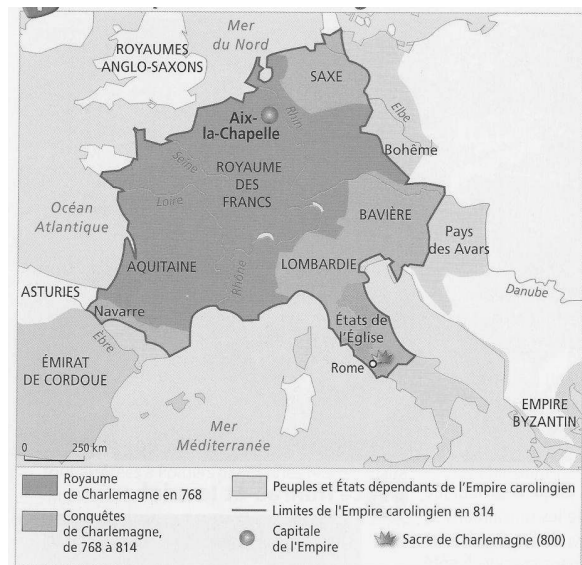 Mer
du Nord
ROYAUMES
ANGLO-SAXONS
SAXE
Elbe
Rhin
Aix-
la-Chapelle
Bohême
Seine
ROYAUME
DES
FRANCS
Loire
BAVIÈRE
Océan
Atlantique
Pays
des Avars
AQUITAINE
Rhône
LOMBARDIE
ASTURIES
Danube
Navarre
États de
l'Église
Èbre
Rome
ÉMIRAT
DE CORDOUE
EMPIRE
BYZANTIN
Mer
Méditerranée
0 250 km
Royaume
de Charlemagne en 768
Conquêtes
de Charlemagne,
de 768 à 814
Peuples et États dépendants de l'Empire carolingien
Limites de l'Empire carolingien en 814
Capitale
de l'Empire
Sacre de Charlemagne (800)